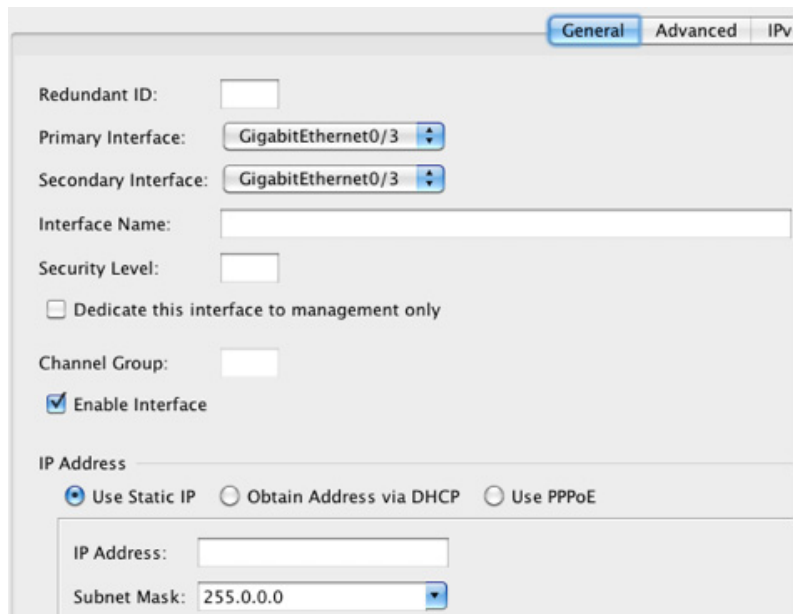 General Advanced IPv
Redundant ID:
Primary Interface: GigabitEthernet0/3
Secondary Interface: GigabitEthernet0/3
Interface Name:
Security Level:
Dedicate this interface to management only
Channel Group:
Enable Interface
IP Address
Use Static IP Obtain Address via DHCP Use PPPoE
IP Address:
Subnet Mask: 255.0.0.0